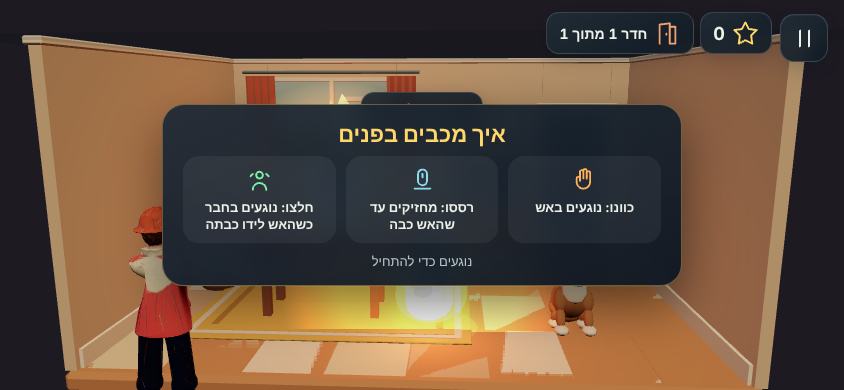 חדר 1 מתוך 1
0
איך מכבים בפנים
כוונו: נוגעים באש
רססו: מחזיקים עד
שהאש כבה
חלצו: נוגעים בחבר
כשהאש לידו כבתה
נוגעים כדי להתחיל